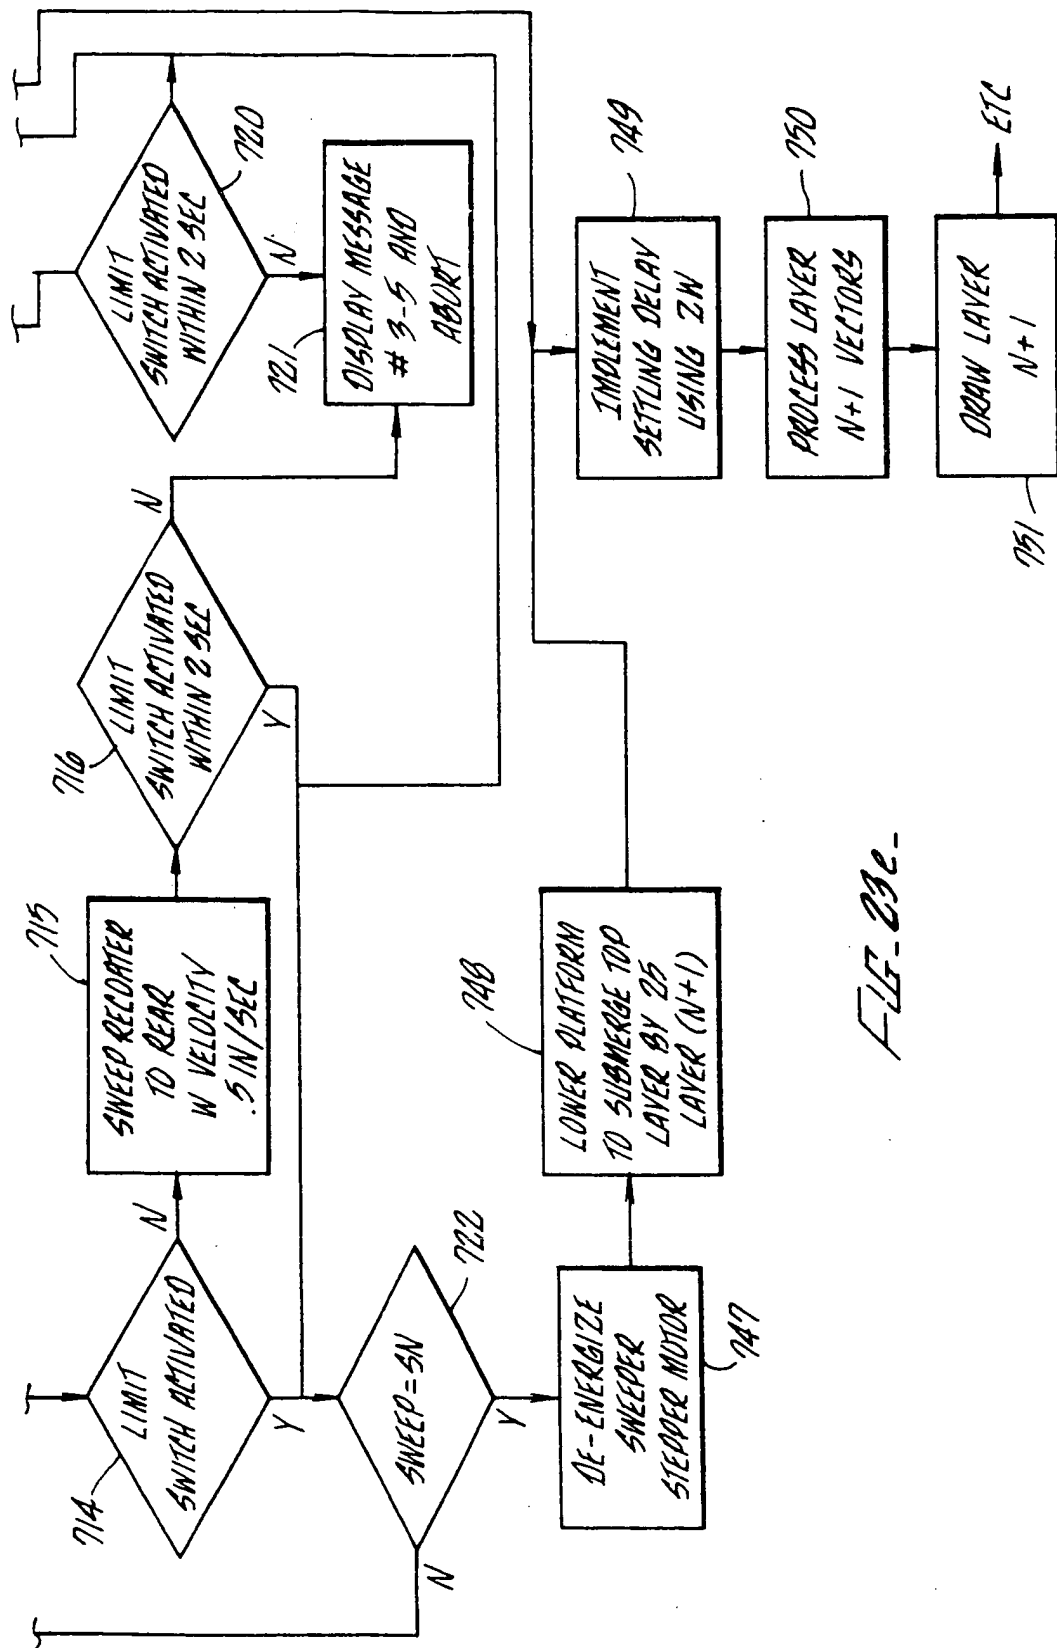 714
LIMIT
SWITCH ACTIVATED
N
Y
715
SWEEP RECOATER
TO REAR
W VELOCITY
.5 IN/SEC
716
LIMIT
SWITCH ACTIVATED
WITHIN 2 SEC
N
Y
LIMIT
SWITCH ACTIVATED
WITHIN 2 SEC
720
N
721
DISPLAY MESSAGE
# 3-5 AND
ABORT
SWEEP=SN
722
N
Y
DE-ENERGIZE
SWEEPER
STEPPER MOTOR
747
748
LOWER PLATFORM
TO SUBMERGE TOP
LAYER BY 25
LAYER (N+1)
IMPLEMENT
SETTLING DELAY
USING ZW
749
PROCESS LAYER
N+1 VECTORS
750
DRAW LAYER
N+1
751
ETC
FIG_23e_